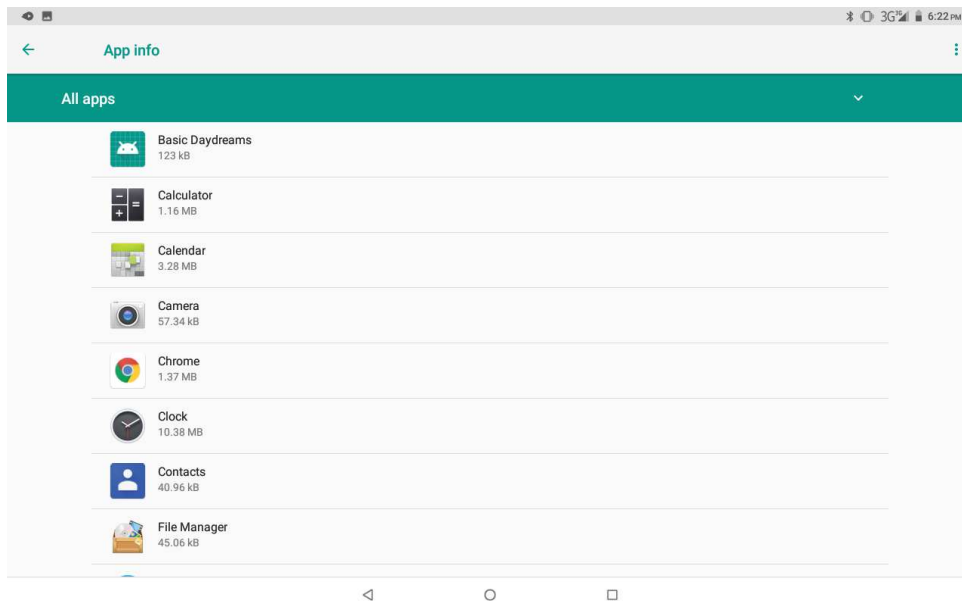 3G 3G 6:22 PM
App info
All apps
Basic Daydreams
123 kB
Calculator
1.16 MB
Calendar
3.28 MB
Camera
57.34 kB
Chrome
1.37 MB
Clock
10.38 MB
Contacts
40.96 kB
File Manager
45.06 kB